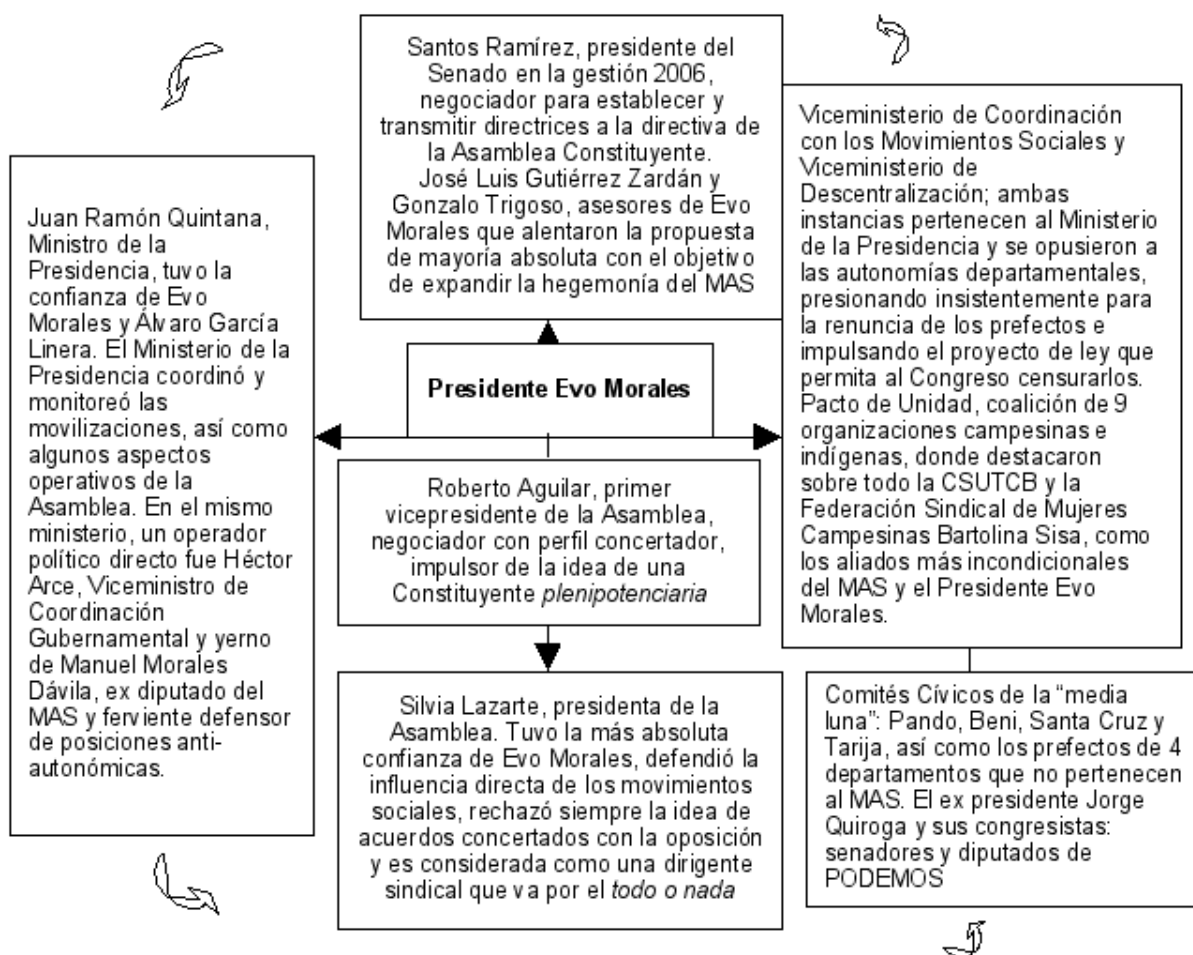 Santos Ramírez, presidente del
Senado en la gestión 2006,
negociador para establecer y
transmitir directrices a la directiva de
la Asamblea Constituyente.
José Luis Gutiérrez Zardán y
Gonzalo Trigoso, asesores de Evo
Morales que alentaron la propuesta
de mayoría absoluta con el objetivo
de expandir la hegemonía del MAS
Juan Ramón Quintana,
Ministro de la
Presidencia, tuvo la
confianza de Evo
Morales y Álvaro García
Linera. El Ministerio de la
Presidencia coordinó y
monitoreó las
movilizaciones, así como
algunos aspectos
operativos de la
Asamblea. En el mismo
ministerio, un operador
político directo fue Héctor
Arce, Viceministro de
Coordinación
Gubernamental y yerno
de Manuel Morales
Dávila, ex diputado del
MAS y ferviente defensor
de posiciones anti-
autonómicas.
Presidente Evo Morales
Roberto Aguilar, primer
vicepresidente de la Asamblea,
negociador con perfil concertador,
impulsor de la idea de una
Constituyente plenipotenciaria
Silvia Lazarte, presidenta de la
Asamblea. Tuvo la más absoluta
confianza de Evo Morales, defendió la
influencia directa de los movimientos
sociales, rechazó siempre la idea de
acuerdos concertados con la oposición
y es considerada como una dirigente
sindical que va por el todo o nada
Viceministerio de Coordinación
con los Movimientos Sociales y
Viceministerio de
Descentralización; ambas
instancias pertenecen al Ministerio
de la Presidencia y se opusieron a
las autonomías departamentales,
presionando insistentemente para
la renuncia de los prefectos e
impulsando el proyecto de ley que
permita al Congreso censurarlos.
Pacto de Unidad, coalición de 9
organizaciones campesinas e
indígenas, donde destacaron
sobre todo la CSUTCB y la
Federación Sindical de Mujeres
Campesinas Bartolina Sisa, como
los aliados más incondicionales
del MAS y el Presidente Evo
Morales.
Comités Cívicos de la “media
luna”: Pando, Beni, Santa Cruz y
Tarija, así como los prefectos de 4
departamentos que no pertenecen
al MAS. El ex presidente Jorge
Quiroga y sus congresistas:
senadores y diputados de
PODEMOS